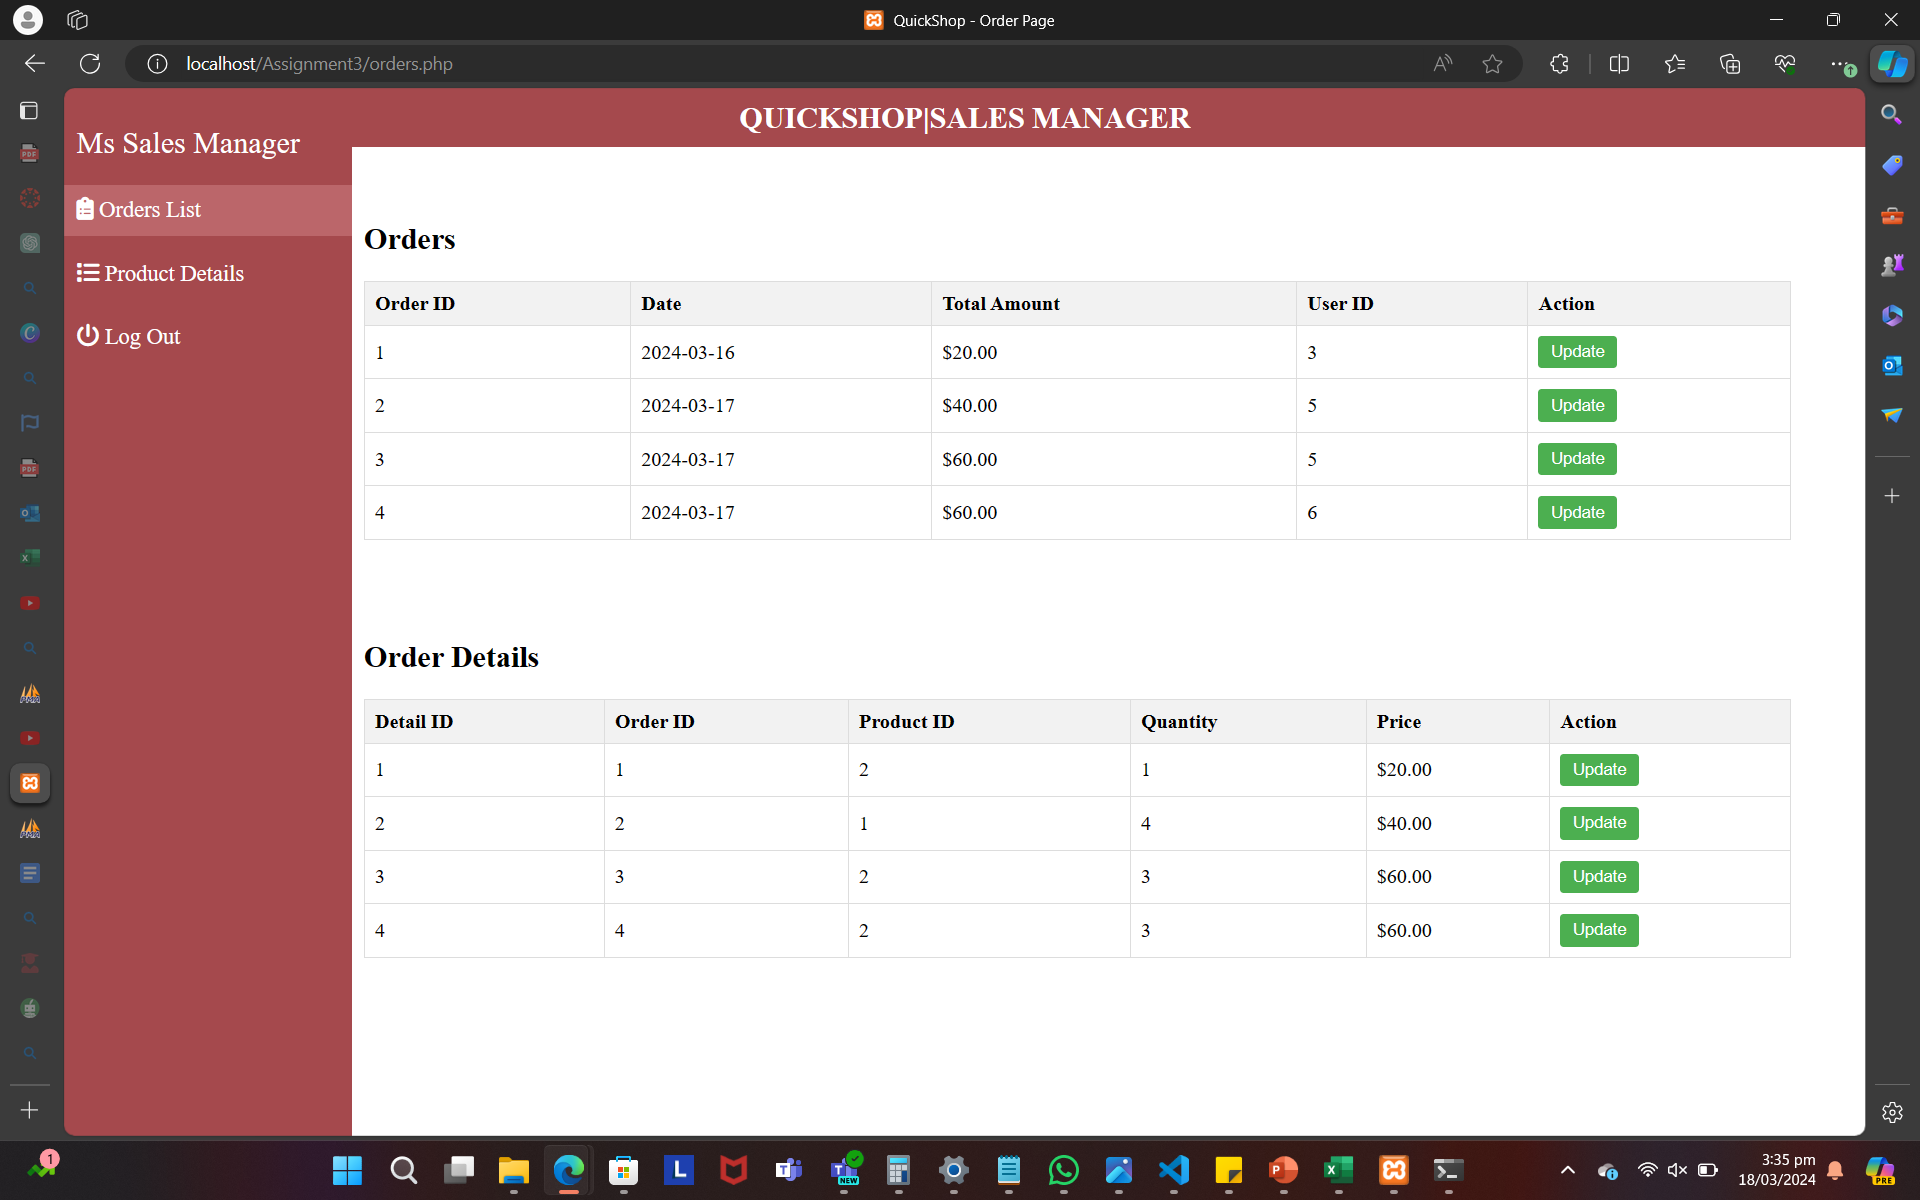 QuickShop - Order Page
localhost/Assignment3/orders.php
QUICKSHOP|SALES MANAGER
Ms Sales Manager
Orders List
Product Details
Log Out
Orders
Order ID Date Total Amount User ID Action
1 2024-03-16 $20.00 3 Update
2 2024-03-17 $40.00 5 Update
3 2024-03-17 $60.00 5 Update
4 2024-03-17 $60.00 6 Update
Order Details
Detail ID Order ID Product ID Quantity Price Action
1 1 2 1 $20.00 Update
2 2 1 4 $40.00 Update
3 3 2 3 $60.00 Update
4 4 2 3 $60.00 Update
1
L
NEW
3:35 pm
18/03/2024
PRE